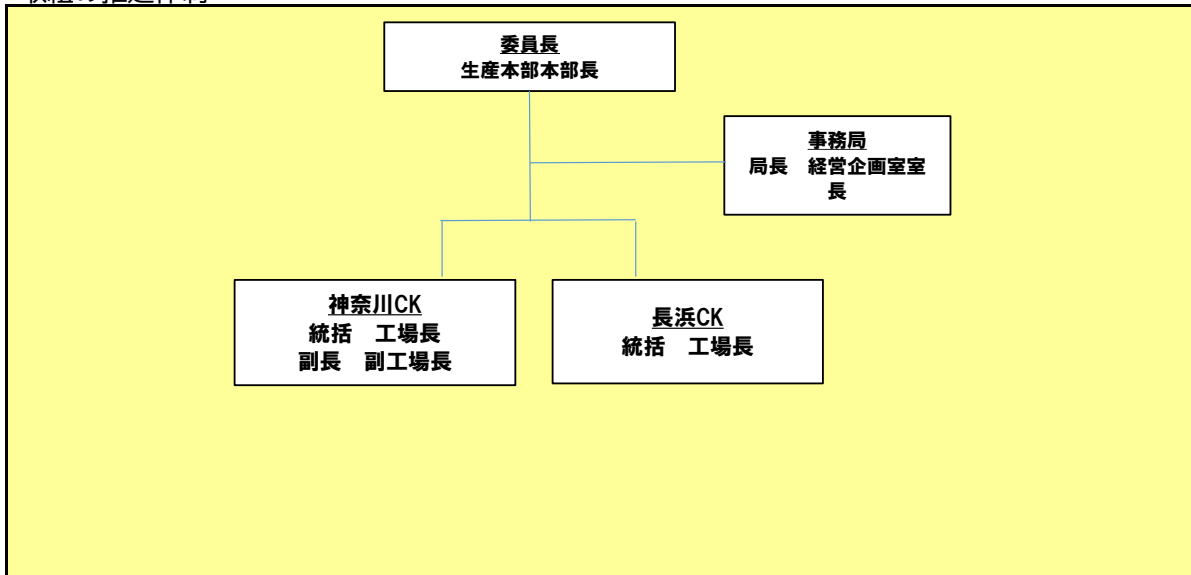 委員長
生産本部本部長
事務局
局長　経営企画室室
長
神奈川CK
統括　工場長
副長　副工場長
長浜CK
統括　工場長